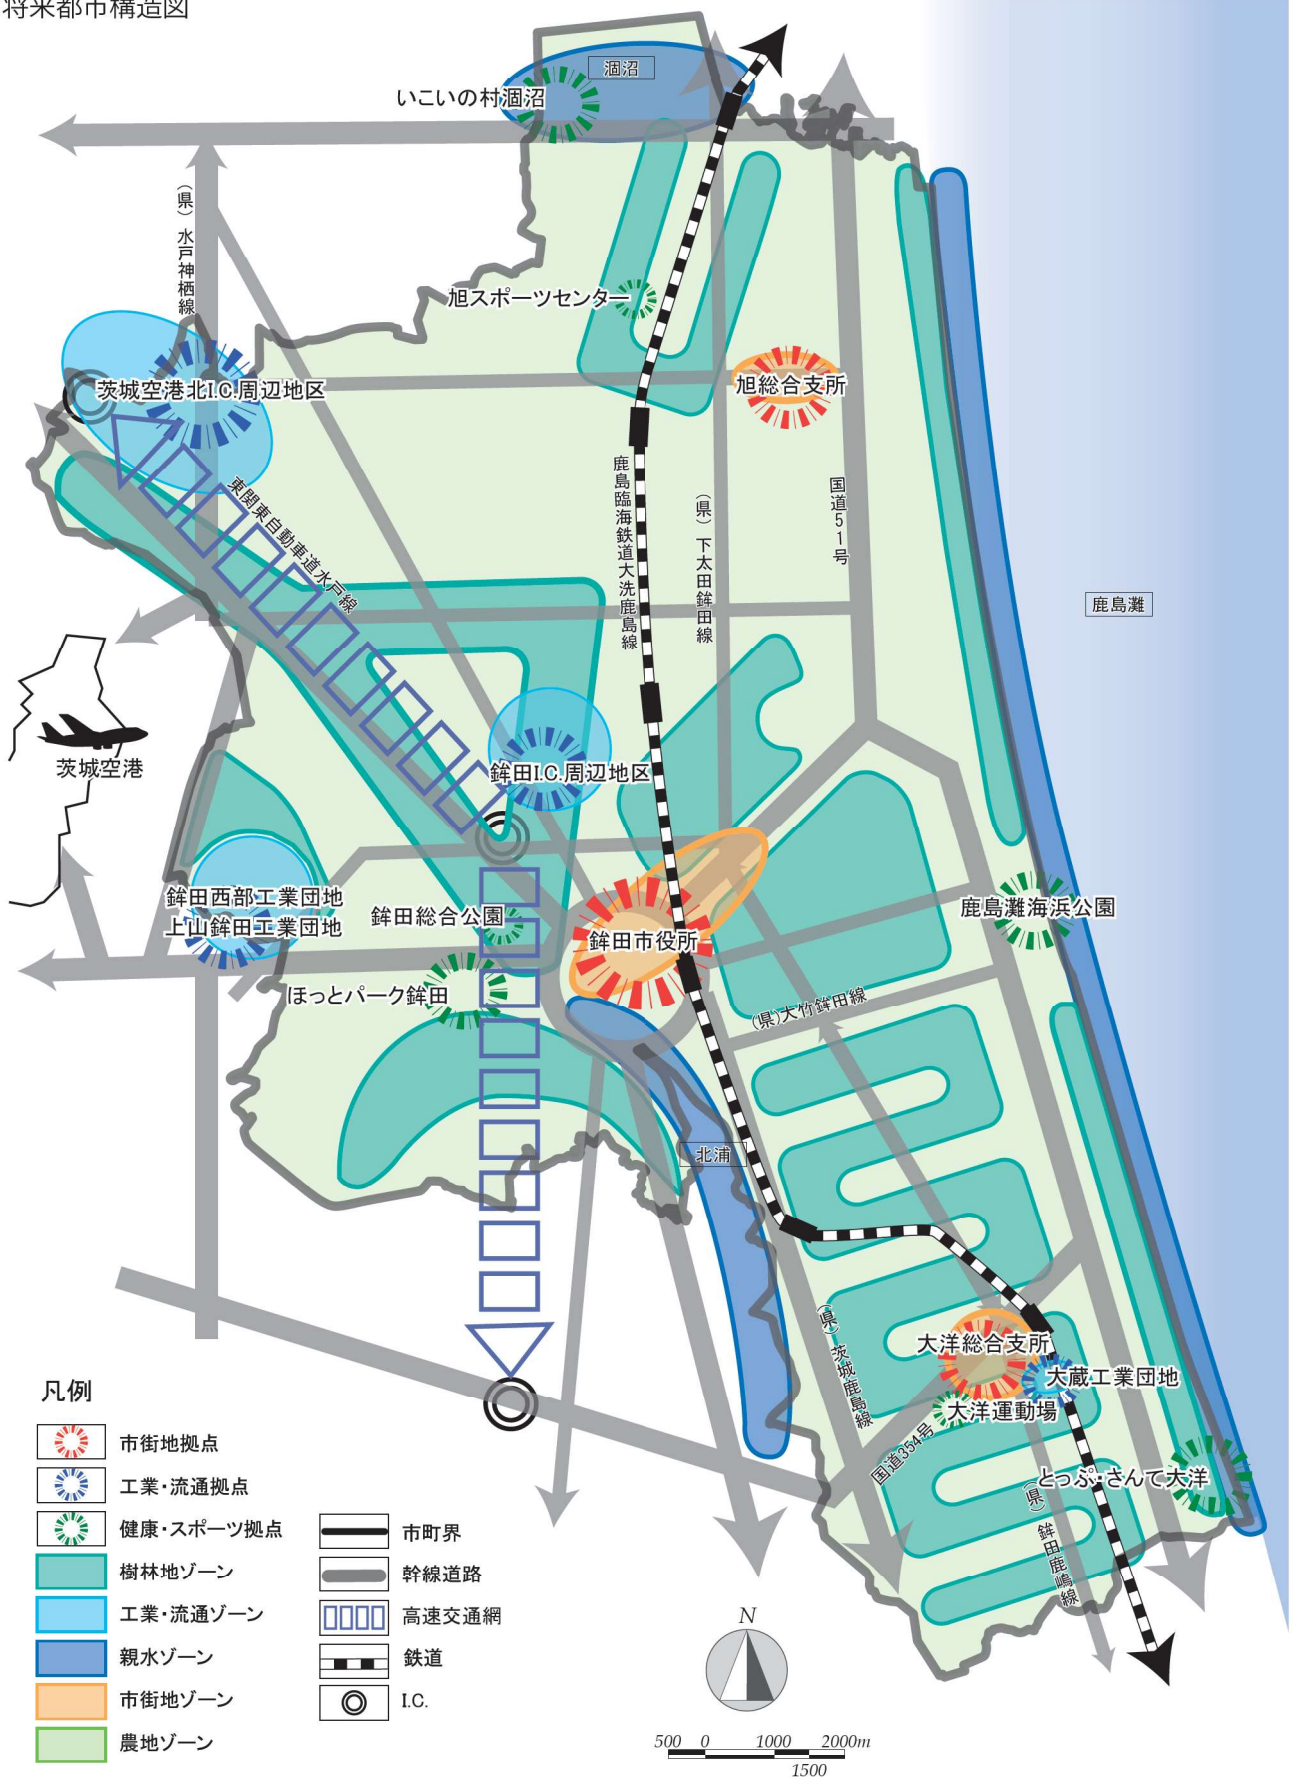 将来都市構造図
涸沼
いこいの村涸沼
（県）水戸神栖線
旭スポーツセンター
茨城空港北I.C.周辺地区
旭総合支所
東関東自動車道水戸線
鹿島臨海鉄道大洗鹿島線
（県）下太田鉾田線
国道51号
鹿島灘
茨城空港
鉾田I.C.周辺地区
鉾田西部工業団地
上山鉾田工業団地
鉾田総合公園
鉾田市役所
鹿島灘海浜公園
ほっとパーク鉾田
(県)大竹鉾田線
北浦
（県）茨城鹿島線
大洋総合支所
大蔵工業団地
大洋運動場
国道354号
とっぷ・さんて大洋
（県）鉾田鹿嶋線
凡例
市街地拠点
工業・流通拠点
健康・スポーツ拠点
樹林地ゾーン
工業・流通ゾーン
親水ゾーン
市街地ゾーン
農地ゾーン
市町界
幹線道路
高速交通網
鉄道
I.C.
N
500 0 1000 2000m
1500